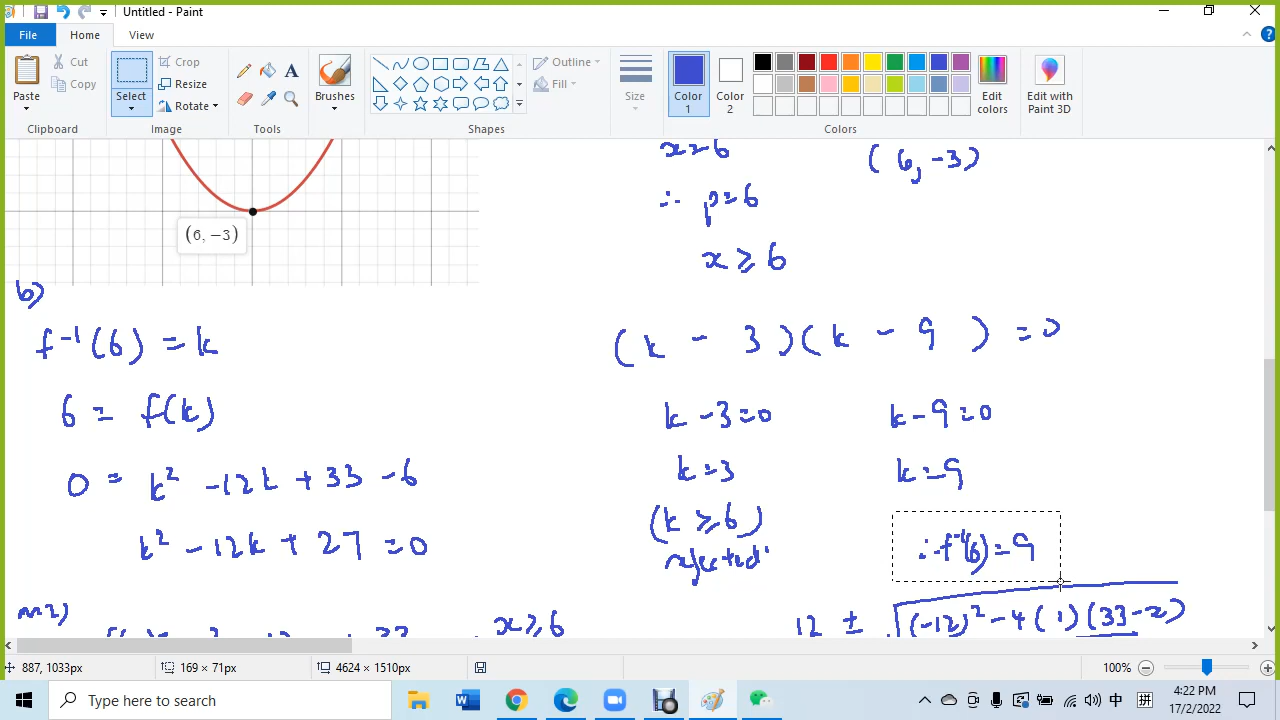 Untitled - Paint
File
Home
View
Paste
Cut
Copy
Clipboard
Select
Crop
Resize
Rotate
Image
Tools
Brushes
Shapes
Outline
Fill
Size
Color 1
Color 2
Colors
Edit colors
Edit with Paint 3D
(6, −3)
x = 6
(6, -3)
∴ p = 6
x ≥ 6
b)
f⁻¹(6) = k
6 = f(k)
0 = k² - 12k + 33 - 6
k² - 12k + 27 = 0
(k - 3)(k - 9) = 0
k - 3 = 0
k - 9 = 0
k = 3
k = 9
(k ≥ 6)
rejected
∴ f⁻¹(6) = 9
m2)
x ≥ 6
12 ± √(-12)² - 4(1)(33 - x)
887, 1033px
169 × 71px
4624 × 1510px
100%
Type here to search
中
拼
4:22 PM
17/2/2022